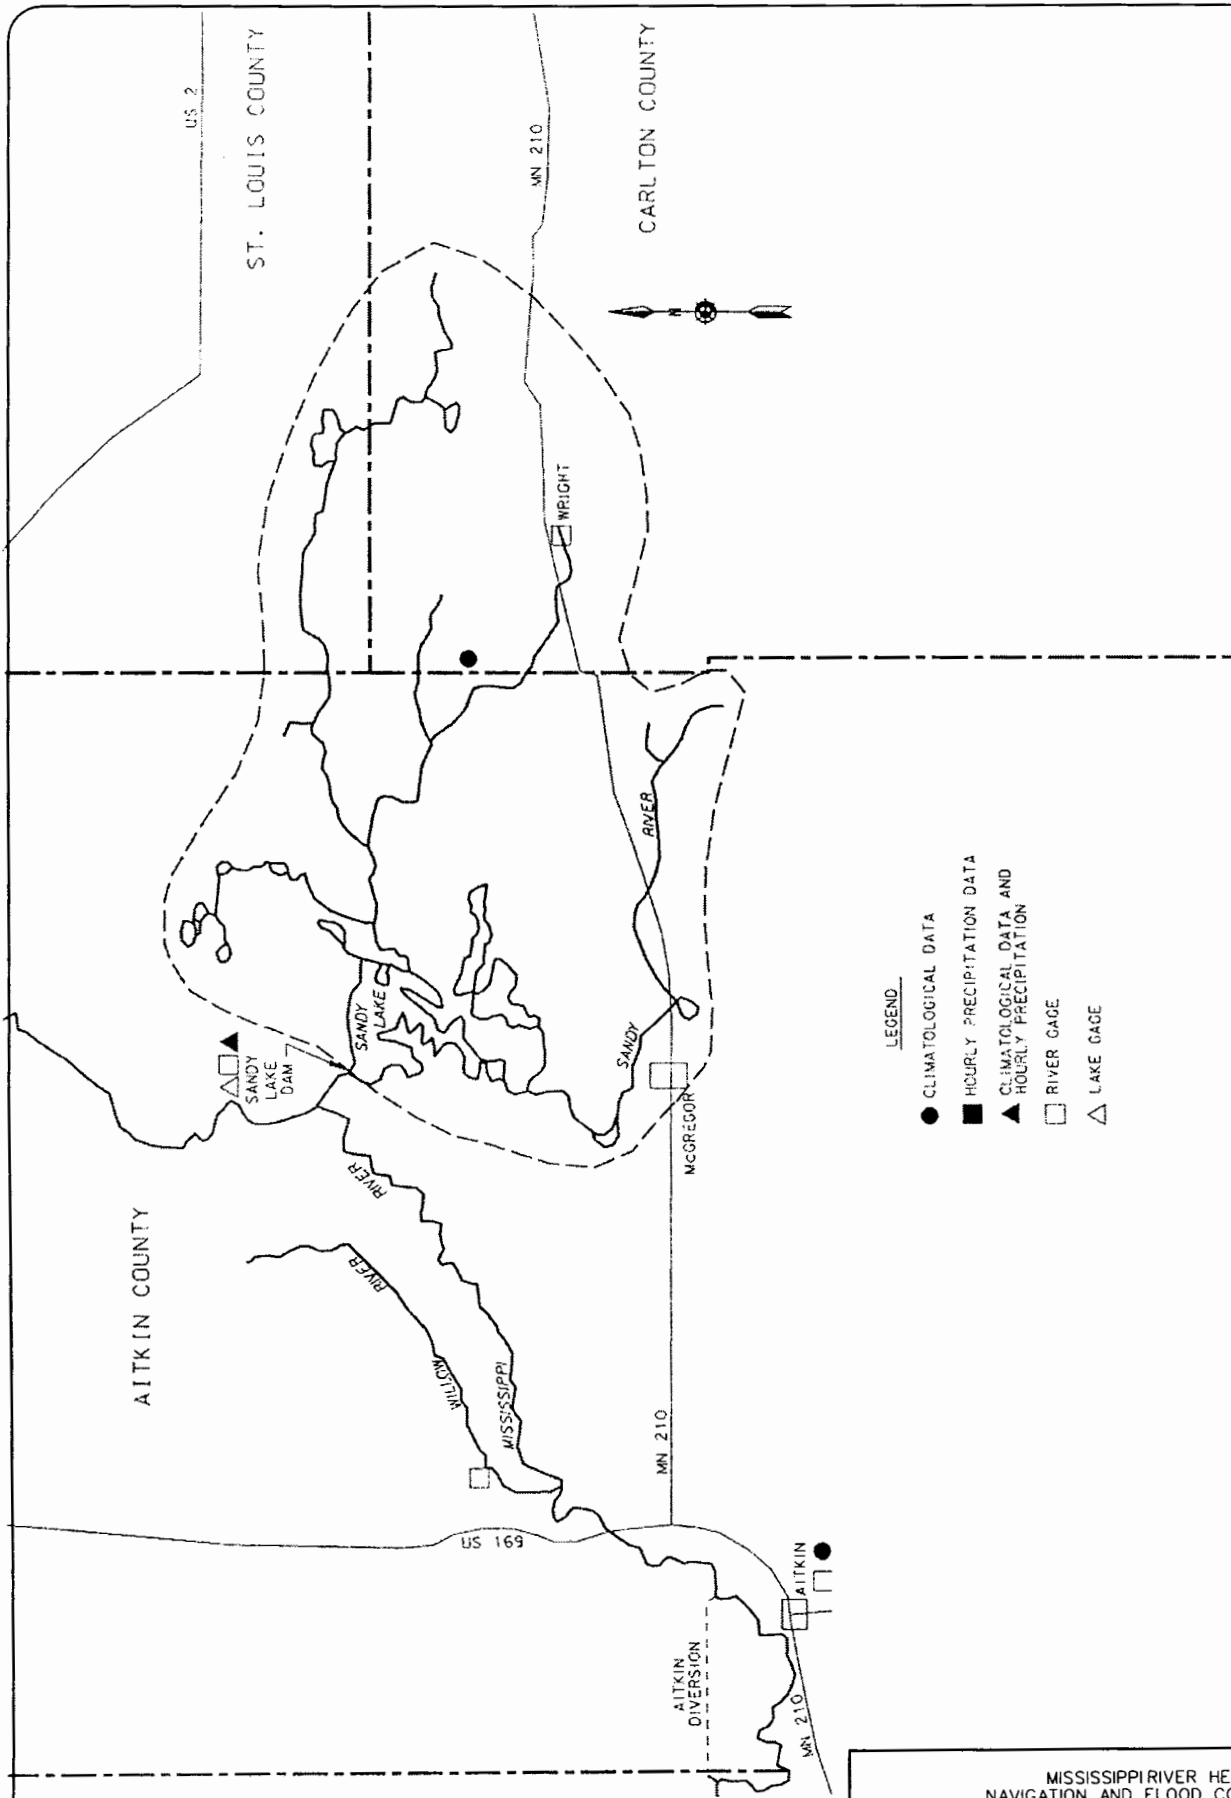 US 2
ST. LOUIS COUNTY
MN 210
CARLTON COUNTY
N
WRIGHT
RIVER
SANDY
LAKE
SANDY
LAKE
DAM
SANDY
McGREGOR
AITKIN COUNTY
RIVER
RIVER
WILLOW
MISSISSIPPI
MN 210
US 169
AITKIN
AITKIN
DIVERSION
MN 210
LEGEND
CLIMATOLOGICAL DATA
HOURLY PRECIPITATION DATA
CLIMATOLOGICAL DATA AND
HOURLY PRECIPITATION
RIVER GAGE
LAKE GAGE
MISSISSIPPI RIVER HE
NAVIGATION AND FLOOD CO